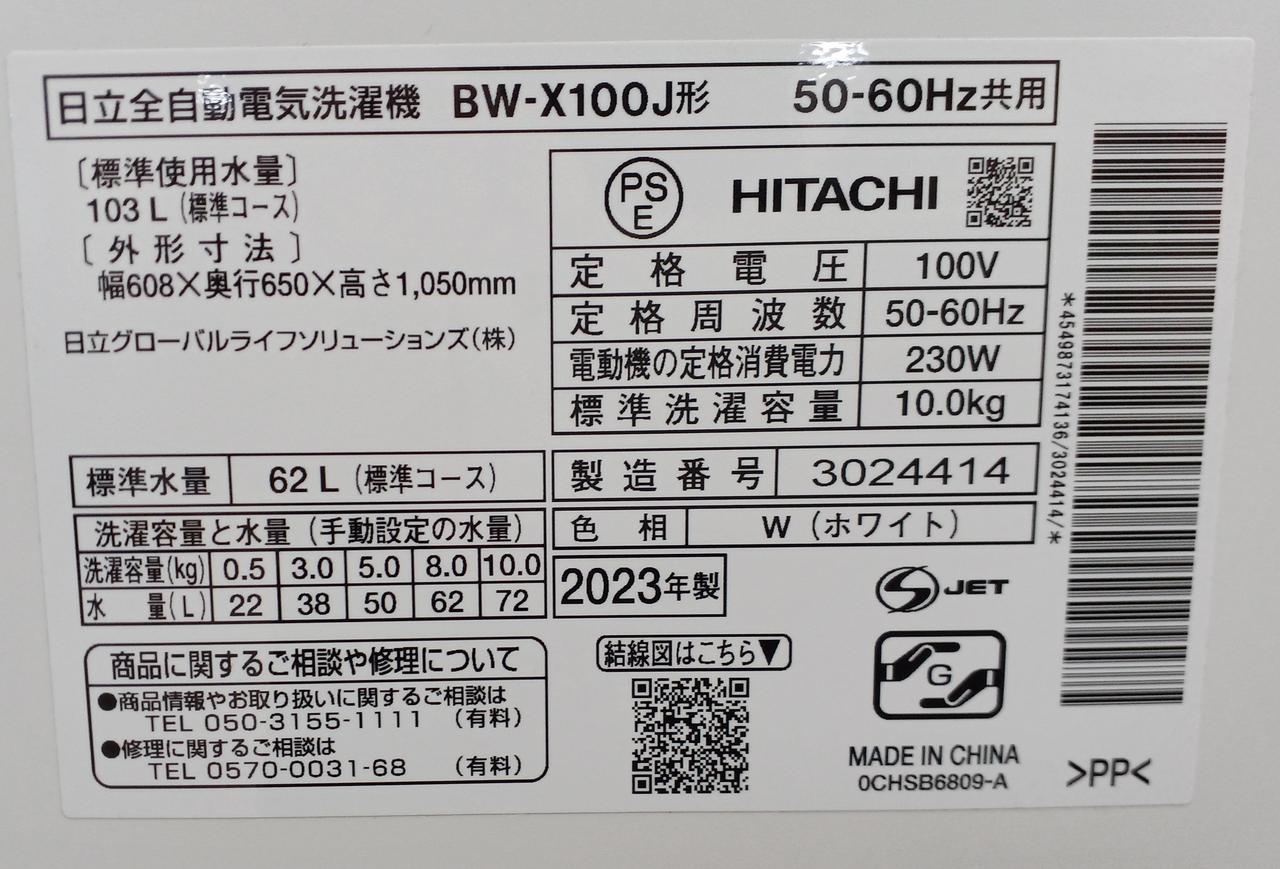 日立全自動電気洗濯機 BW-X100J形 50-60Hz共用
〔標準使用水量〕
103 L (標準コース)
〔外形寸法〕
幅608×奥行650×高さ1,050mm
日立グローバルライフソリューションズ(株)
PS
E
HITACHI
定格電圧 100V
定格周波数 50-60Hz
電動機の定格消費電力 230W
標準洗濯容量 10.0kg
標準水量 62 L (標準コース)
製造番号 3024414
色相 W (ホワイト)
洗濯容量と水量 (手動設定の水量)
洗濯容量(kg) 0.5 3.0 5.0 8.0 10.0
水量(L) 22 38 50 62 72
2023年製
S JET
商品に関するご相談や修理について
●商品情報やお取り扱いに関するご相談は
TEL 050-3155-1111 (有料)
●修理に関するご相談は
TEL 0570-0031-68 (有料)
結線図はこちら▼
G
MADE IN CHINA
0CHSB6809-A
>PP<
*4549873174136/3024414/*